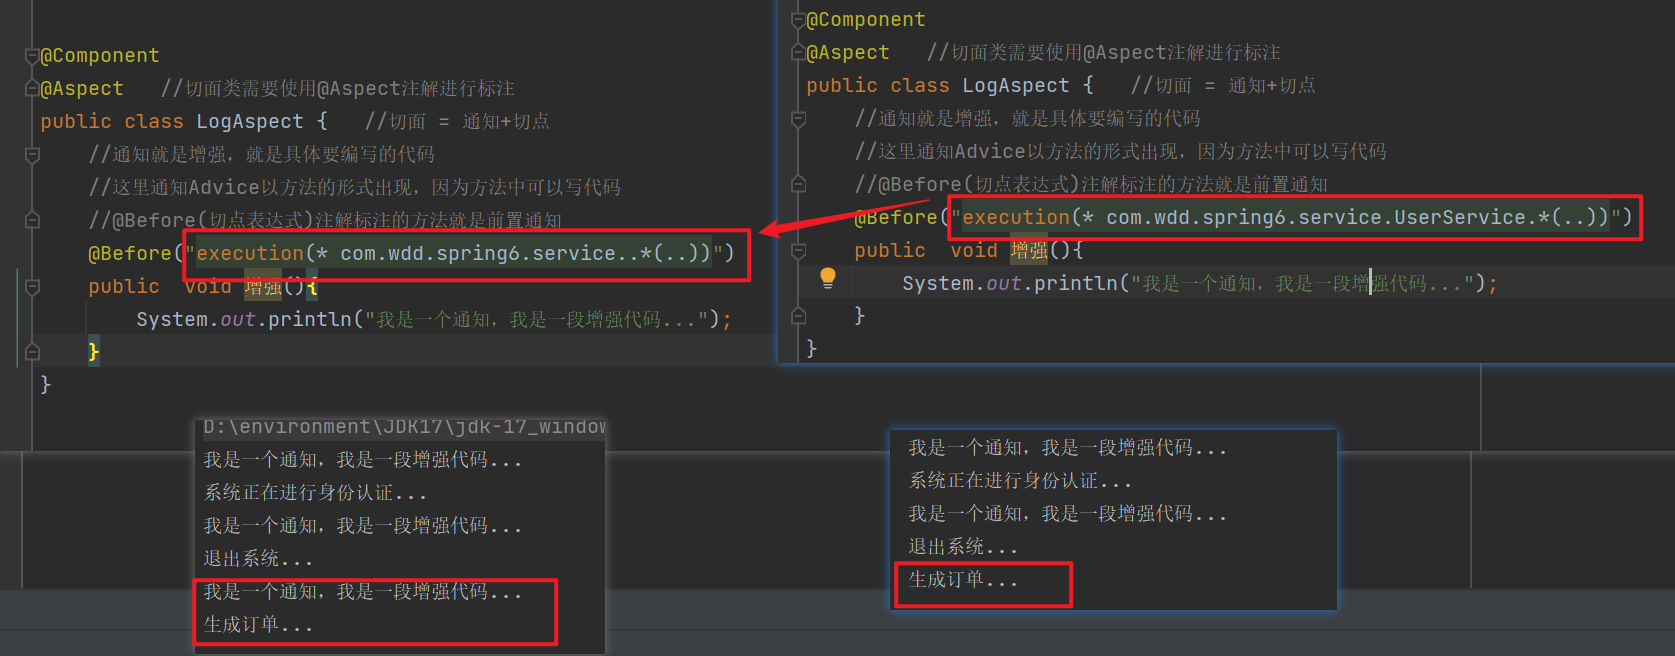 @Component
@Aspect   //切面类需要使用@Aspect注解进行标注
public class LogAspect {   //切面 = 通知+切点
//通知就是增强，就是具体要编写的代码
//这里通知Advice以方法的形式出现，因为方法中可以写代码
//@Before(切点表达式)注解标注的方法就是前置通知
@Before("execution(* com.wdd.spring6.service..*(..))")
public  void 增强(){
System.out.println("我是一个通知，我是一段增强代码...");
}
}
@Component
@Aspect   //切面类需要使用@Aspect注解进行标注
public class LogAspect {   //切面 = 通知+切点
//通知就是增强，就是具体要编写的代码
//这里通知Advice以方法的形式出现，因为方法中可以写代码
//@Before(切点表达式)注解标注的方法就是前置通知
@Before("execution(* com.wdd.spring6.service.UserService.*(..))")
public  void 增强(){
System.out.println("我是一个通知，我是一段增强代码...");
}
}
D:\environment\JDK17\jdk-17_window
我是一个通知，我是一段增强代码...
系统正在进行身份认证...
我是一个通知，我是一段增强代码...
退出系统...
我是一个通知，我是一段增强代码...
生成订单...
我是一个通知，我是一段增强代码...
系统正在进行身份认证...
我是一个通知，我是一段增强代码...
退出系统...
生成订单...